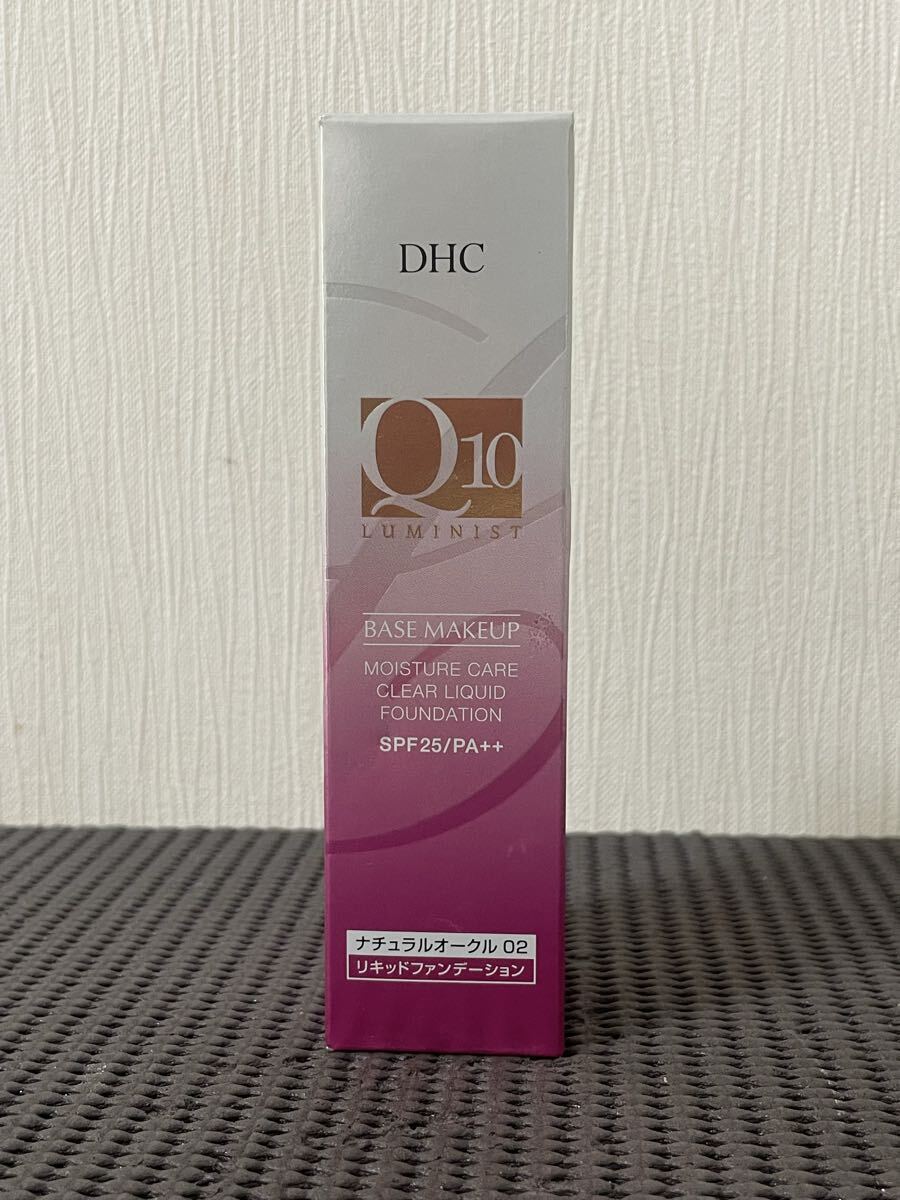 DHC
Q10
LUMINIST
BASE MAKEUP
MOISTURE CARE
CLEAR LIQUID
FOUNDATION
SPF25/PA++
ナチュラルオークル 02
リキッドファンデーション